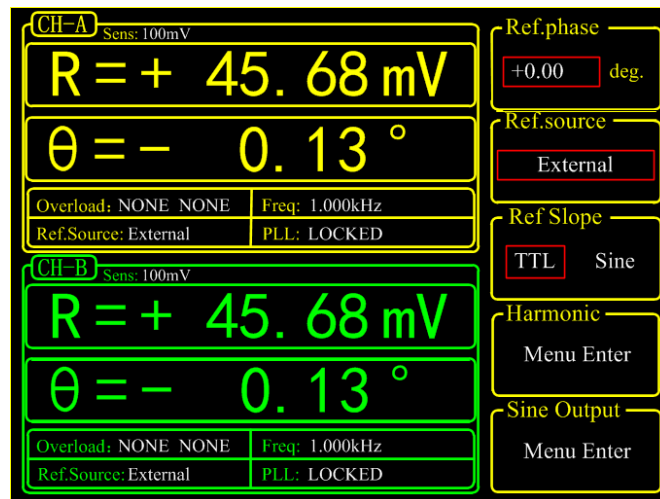 CH-A Sens: 100mV
R = + 45.68 mV
θ = - 0.13 °
Overload: NONE NONE Freq: 1.000kHz
Ref.Source: External PLL: LOCKED
CH-B Sens: 100mV
R = + 45.68 mV
θ = - 0.13 °
Overload: NONE NONE Freq: 1.000kHz
Ref.Source: External PLL: LOCKED
Ref.phase
+0.00 deg.
Ref.source
External
Ref Slope
TTL Sine
Harmonic
Menu Enter
Sine Output
Menu Enter